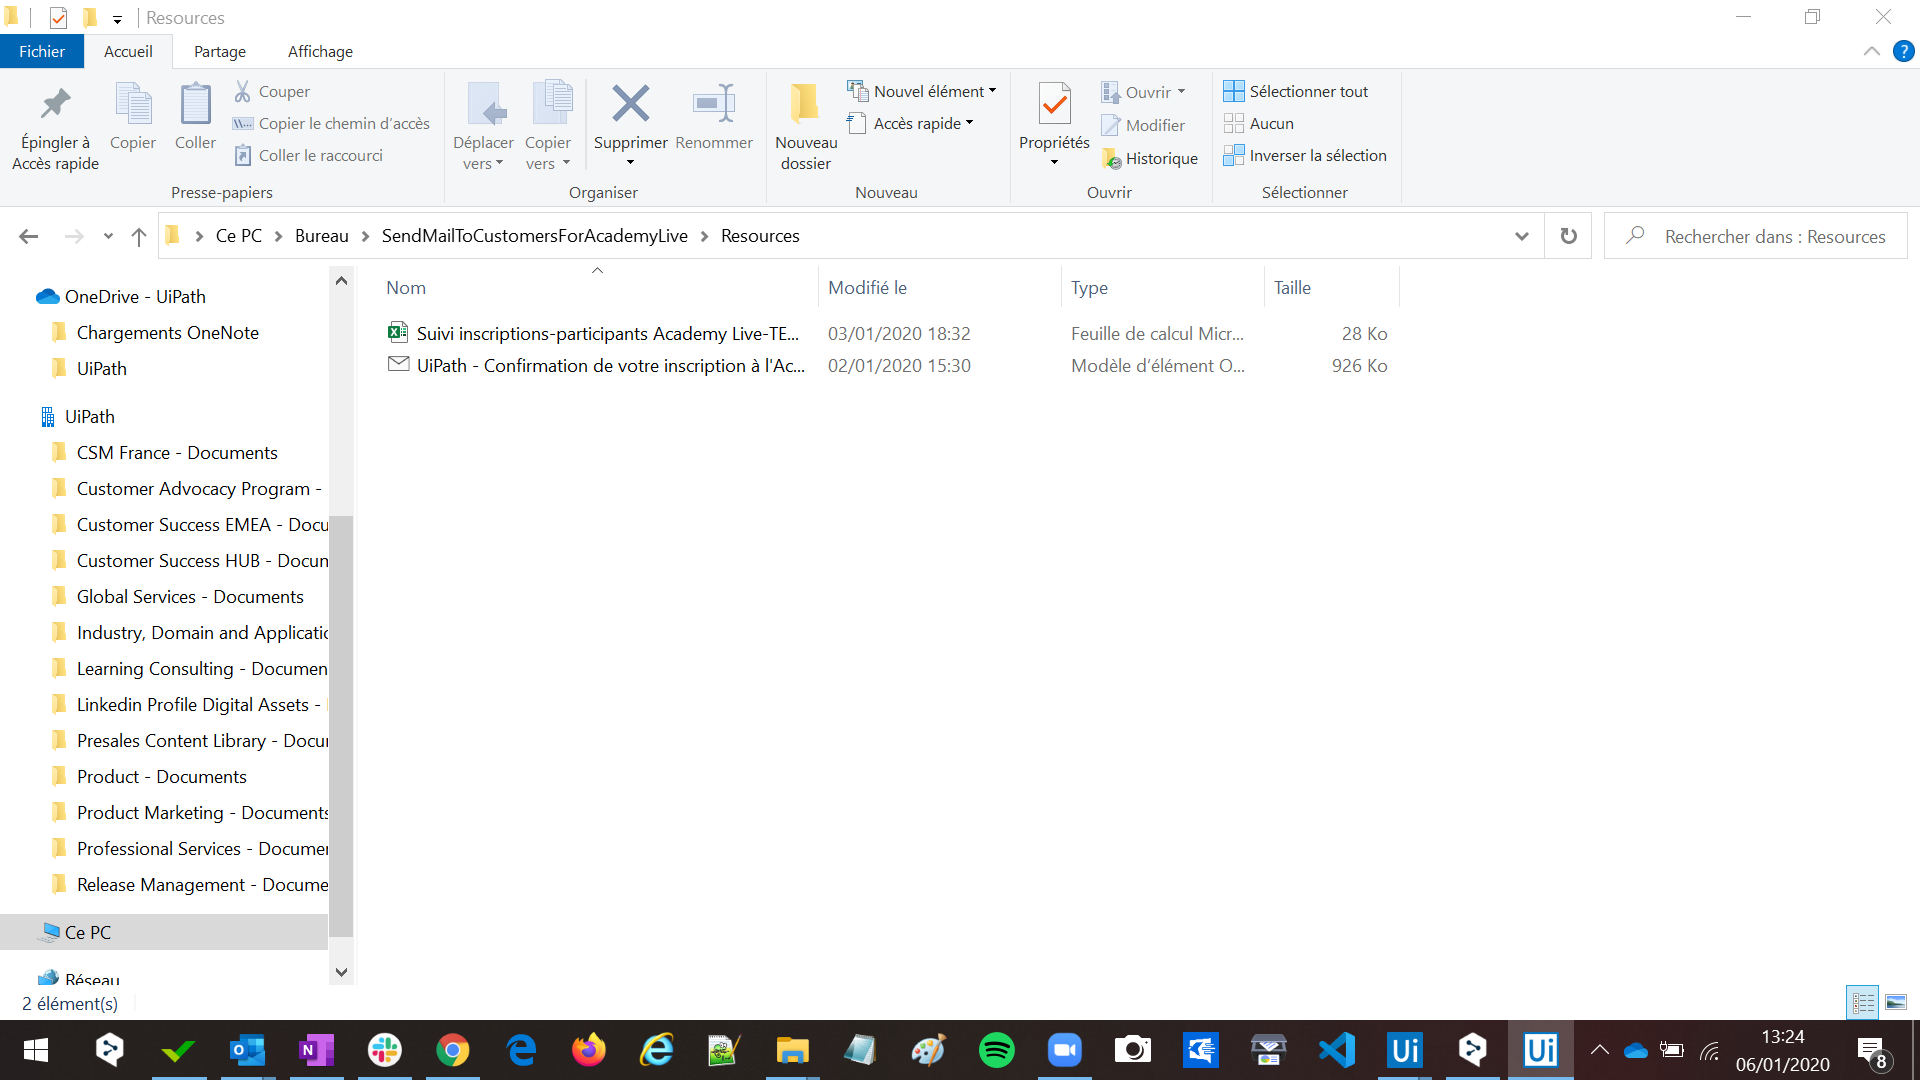 Resources
Fichier
Accueil
Partage
Affichage
?
Épingler à
Accès rapide
Copier
Coller
Couper
Copier le chemin d'accès
Coller le raccourci
Presse-papiers
Déplacer
vers
Copier
vers
Supprimer
Renommer
Organiser
Nouveau
dossier
Nouvel élément
Accès rapide
Nouveau
Propriétés
Ouvrir
Modifier
Historique
Ouvrir
Sélectionner tout
Aucun
Inverser la sélection
Sélectionner
Ce PC
Bureau
SendMailToCustomersForAcademyLive
Resources
Rechercher dans : Resources
OneDrive - UiPath
Chargements OneNote
UiPath
UiPath
CSM France - Documents
Customer Advocacy Program -
Customer Success EMEA - Docu
Customer Success HUB - Docun
Global Services - Documents
Industry, Domain and Applicatic
Learning Consulting - Documen
Linkedin Profile Digital Assets -
Presales Content Library - Docu
Product - Documents
Product Marketing - Documents
Professional Services - Documer
Release Management - Docume
Ce PC
Réseau
Nom
Modifié le
Type
Taille
Suivi inscriptions-participants Academy Live-TE...
03/01/2020 18:32
Feuille de calcul Micr...
28 Ko
UiPath - Confirmation de votre inscription à l'Ac...
02/01/2020 15:30
Modèle d'élément O...
926 Ko
2 élément(s)
Ui
Ui
13:24
06/01/2020
8